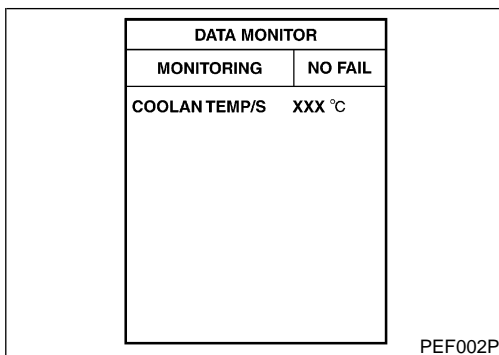 DATA MONITOR
MONITORING NO FAIL
COOLAN TEMP/S XXX °C
PEF002P